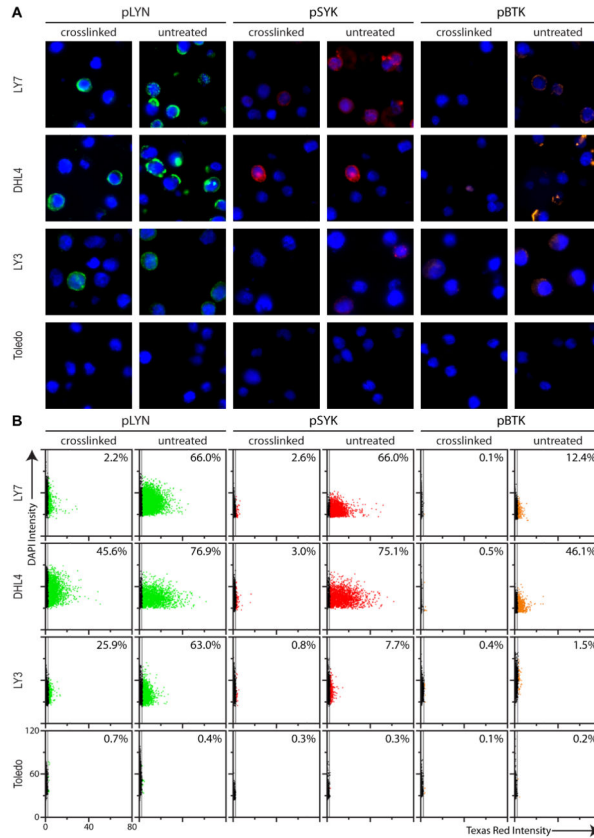 A
pLYN pSYK pBTK
crosslinked untreated crosslinked untreated crosslinked untreated
LY7
DHL4
LY3
Toledo
B
pLYN pSYK pBTK
crosslinked untreated crosslinked untreated crosslinked untreated
DAPI Intensity
LY7
2.2% 66.0% 2.6% 66.0% 0.1% 12.4%
DHL4
45.6% 76.9% 3.0% 75.1% 0.5% 46.1%
LY3
25.9% 63.0% 0.8% 7.7% 0.4% 1.5%
Toledo
120
60
0
0.7% 0.4% 0.3% 0.3% 0.1% 0.2%
0 40 80
Texas Red Intensity